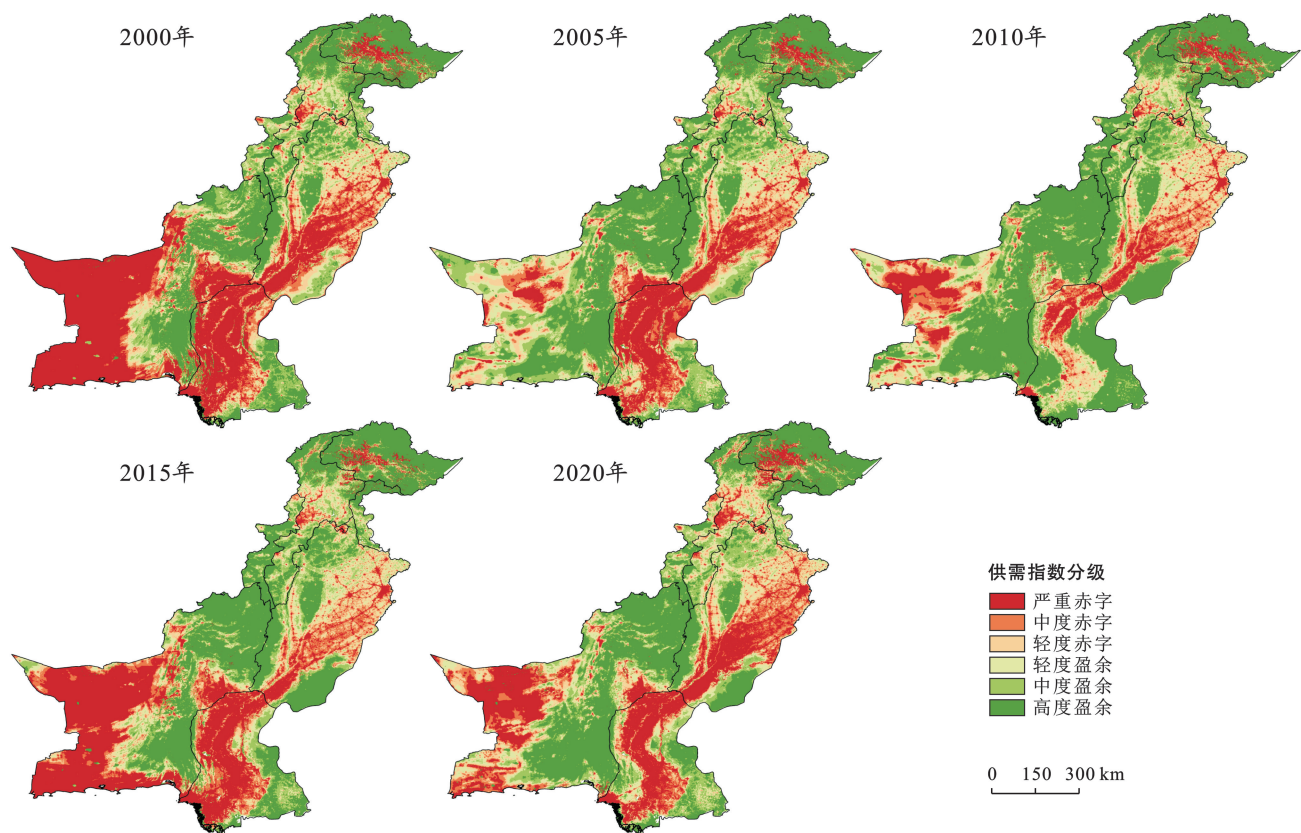 2000年
2005年
2010年
2015年
2020年
供需指数分级
严重赤字
中度赤字
轻度赤字
轻度盈余
中度盈余
高度盈余
0 150 300 km